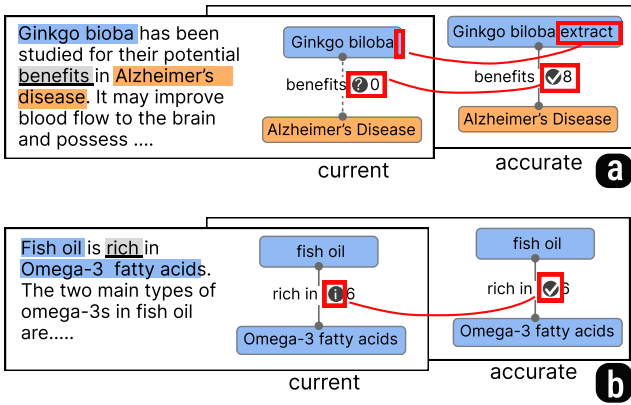 Ginkgo bioba has been
studied for their potential
benefits in Alzheimer's
disease. It may improve
blood flow to the brain
and possess ....
Ginkgo biloba
benefits ? 0
Alzheimer's Disease
current
Ginkgo biloba extract
benefits 8
Alzheimer's Disease
accurate
a
Fish oil is rich in
Omega-3 fatty acids.
The two main types of
omega-3s in fish oil
are.....
fish oil
rich in i 6
Omega-3 fatty acids
current
fish oil
rich in 6
Omega-3 fatty acids
accurate
b